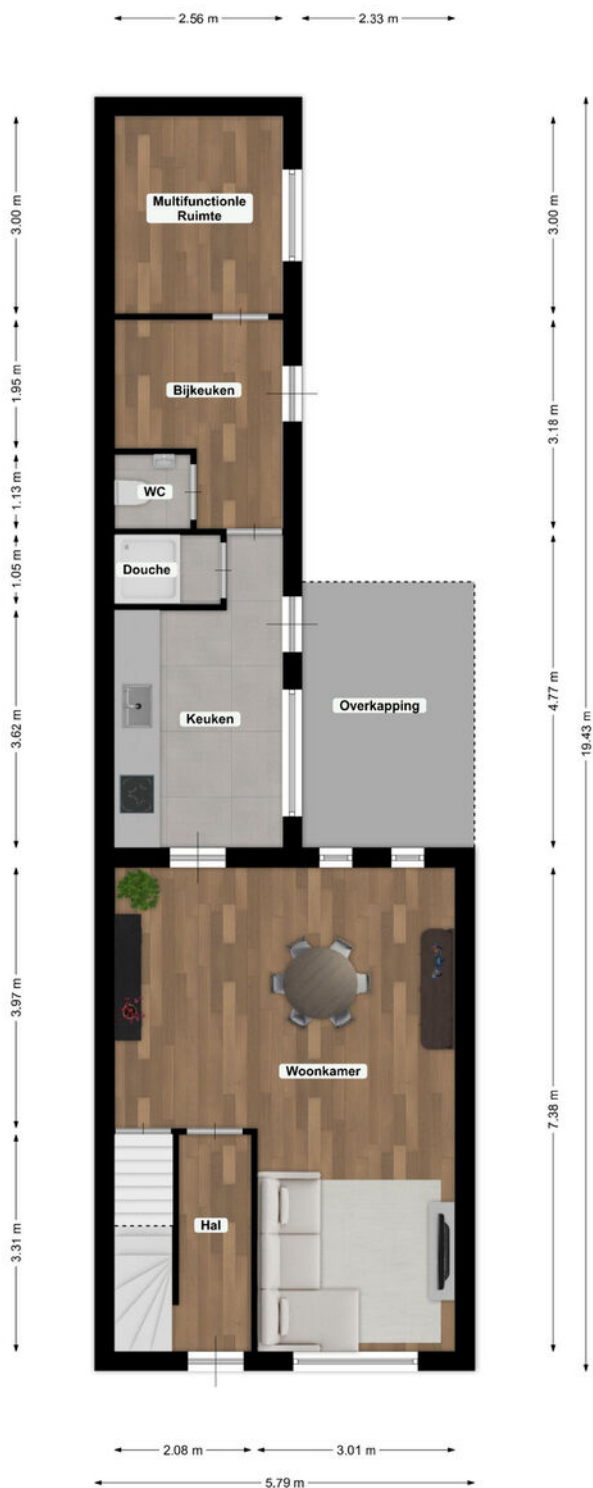 2.56 m
2.33 m
3.00 m
1.95 m
1.13 m
1.05 m
3.62 m
3.97 m
3.31 m
Multifunctionle
Ruimte
Bijkeuken
WC
Douche
Keuken
Overkapping
Woonkamer
Hal
3.00 m
3.18 m
4.77 m
7.38 m
19.43 m
2.08 m
3.01 m
5.79 m